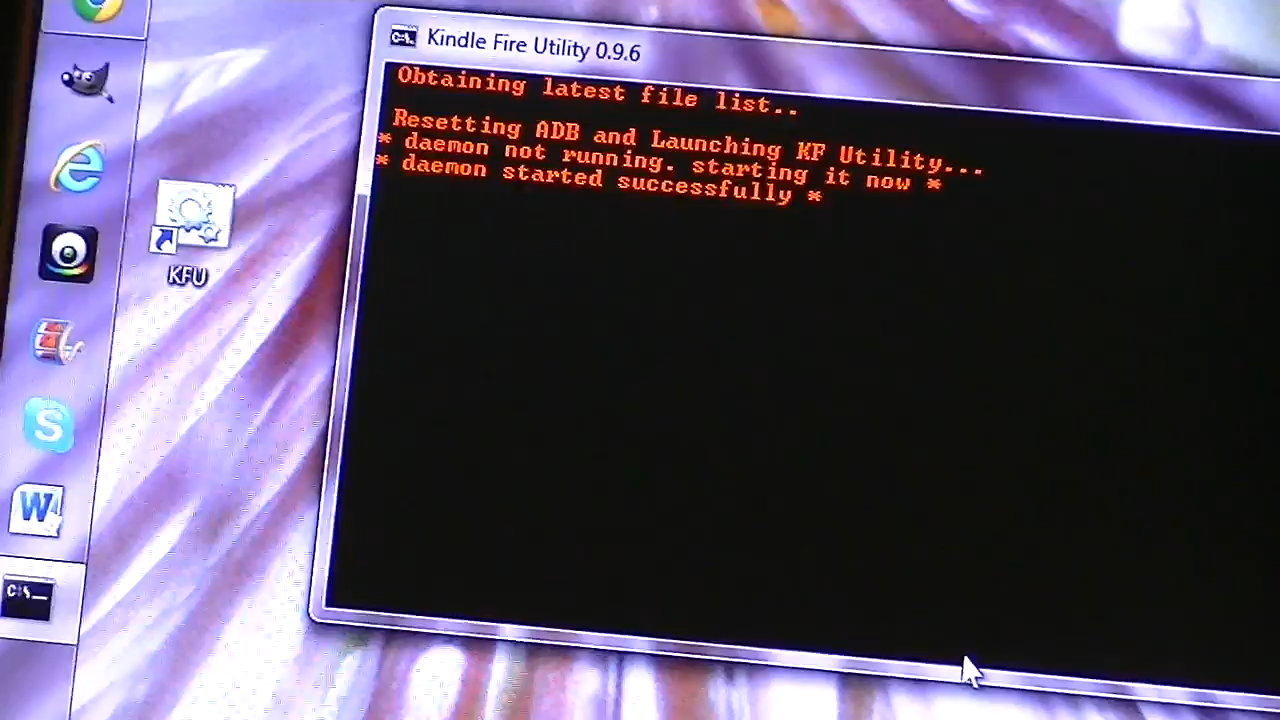 Kindle Fire Utility 0.9.6
Obtaining latest file list..
Resetting ADB and Launching KF Utility...
* daemon not running. starting it now *
* daemon started successfully *
KFU
S
W
C:\.
C:\_